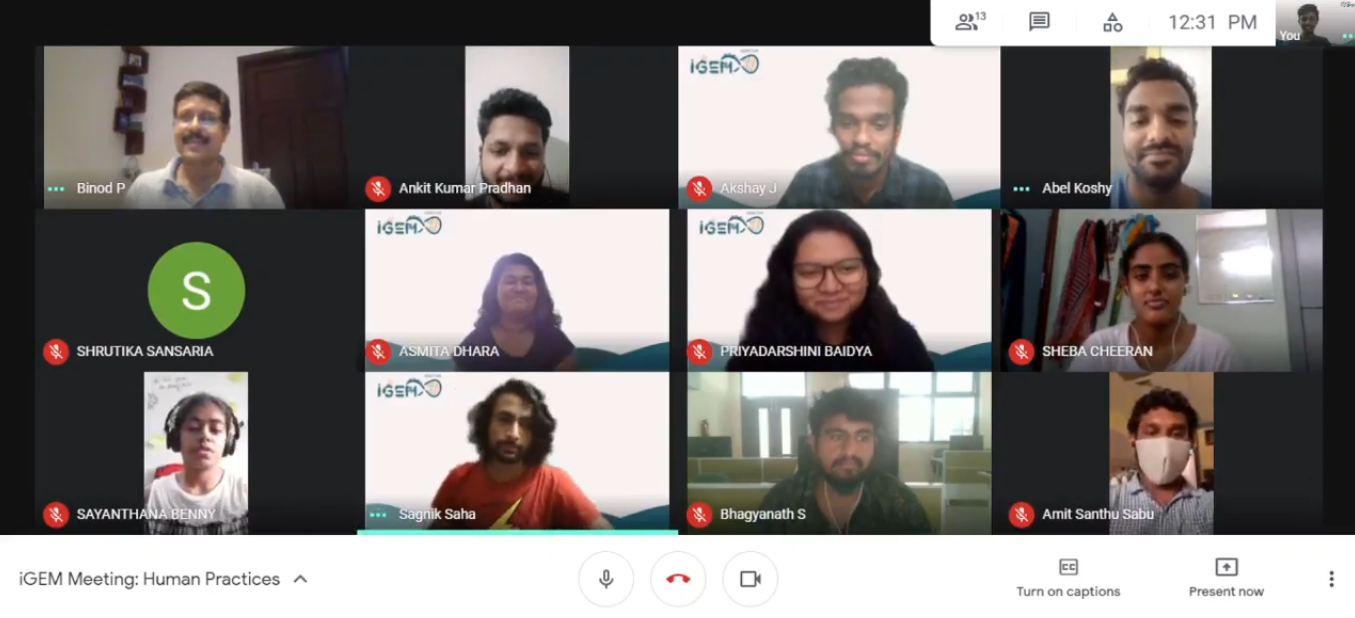 13
12:31 PM
You
Binod P
Ankit Kumar Pradhan
iGEM
Akshay J
Abel Koshy
S
SHRUTIKA SANSARIA
iGEM
ASMITA DHARA
iGEM
PRIYADARSHINI BAIDYA
SHEBA CHEERAN
SAYANTHANA BENNY
iGEM
Sagnik Saha
Bhagyanath S
Amit Santhu Sabu
iGEM Meeting: Human Practices
CC
Turn on captions
Present now